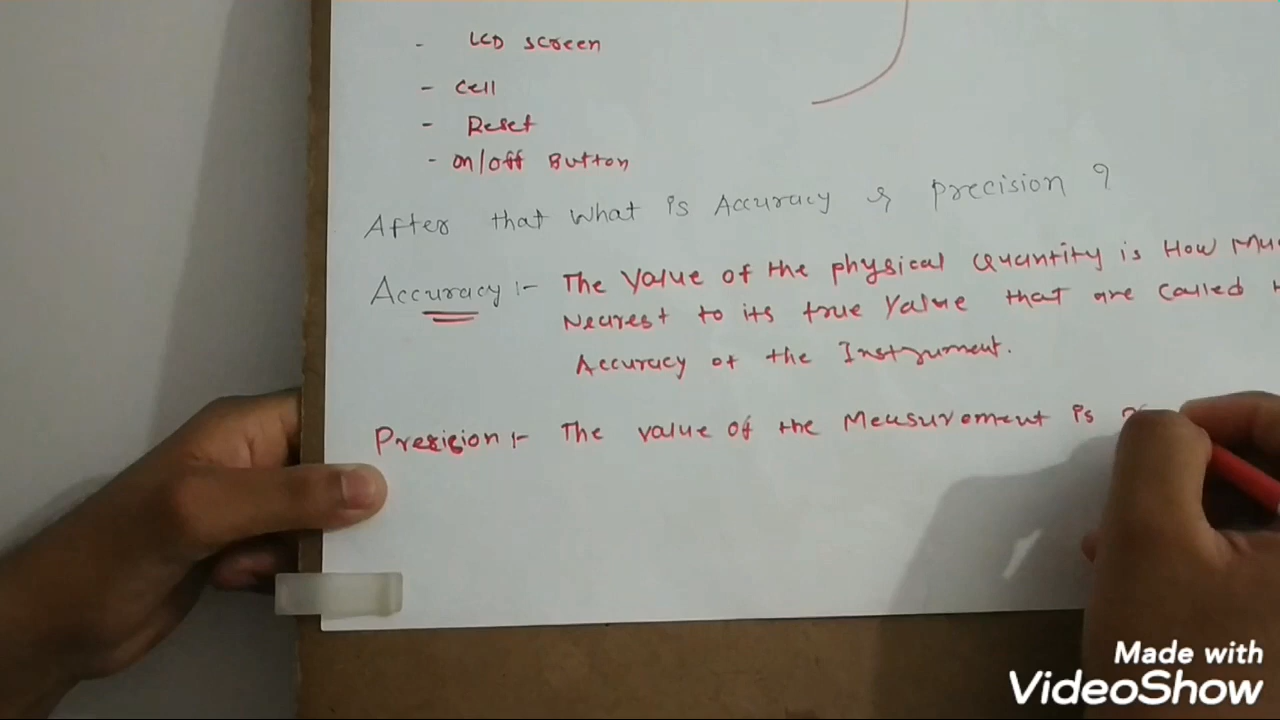 - LCD screen
- cell
- Reset
- on/off Button
After that what is Accuracy & precision ?
Accuracy :- The value of the physical Quantity is How
Nearest to its true value that are called
Accuracy of the Instrument.
Presicion :- The value of the Measurement is
Made with
VideoShow